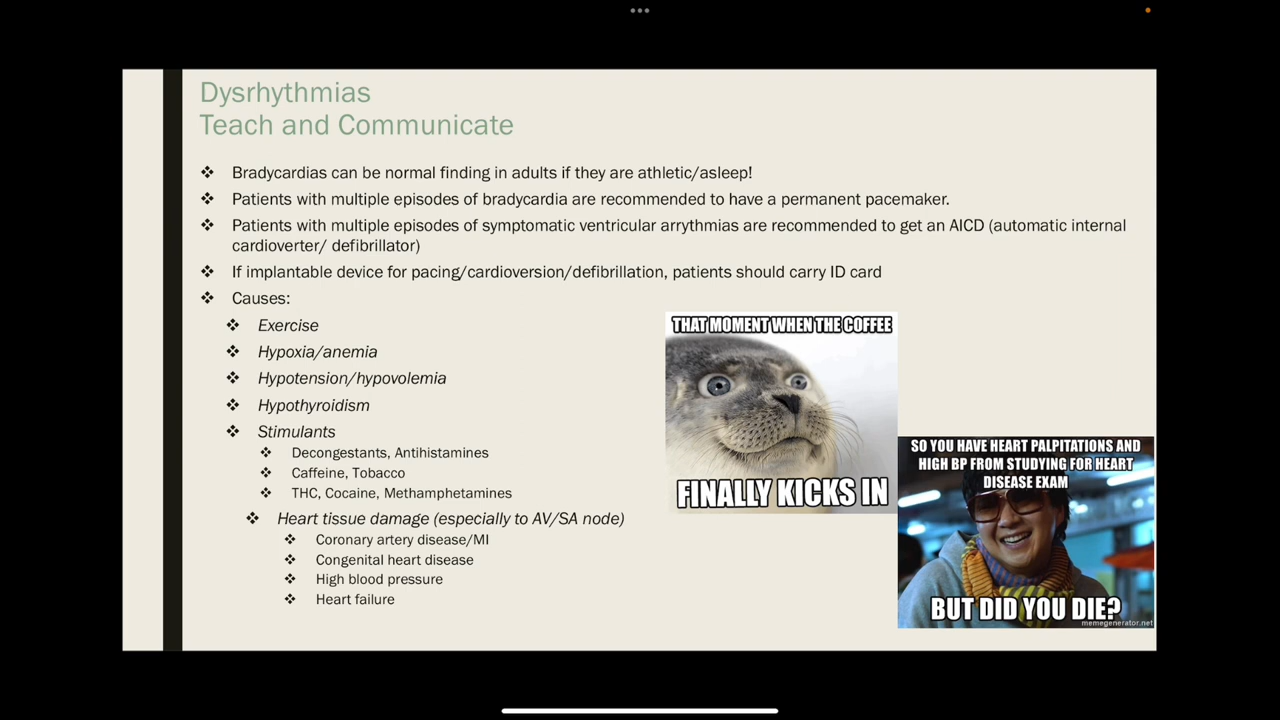 Dysrhythmias
Teach and Communicate
Bradycardias can be normal finding in adults if they are athletic/asleep!
Patients with multiple episodes of bradycardia are recommended to have a permanent pacemaker.
Patients with multiple episodes of symptomatic ventricular arrythmias are recommended to get an AICD (automatic internal
cardioverter/ defibrillator)
If implantable device for pacing/cardioversion/defibrillation, patients should carry ID card
Causes:
Exercise
Hypoxia/anemia
Hypotension/hypovolemia
Hypothyroidism
Stimulants
Decongestants, Antihistamines
Caffeine, Tobacco
THC, Cocaine, Methamphetamines
Heart tissue damage (especially to AV/SA node)
Coronary artery disease/MI
Congenital heart disease
High blood pressure
Heart failure
THAT MOMENT WHEN THE COFFEE
FINALLY KICKS IN
SO YOU HAVE HEART PALPITATIONS AND
HIGH BP FROM STUDYING FOR HEART
DISEASE EXAM
BUT DID YOU DIE?
memegenerator.net